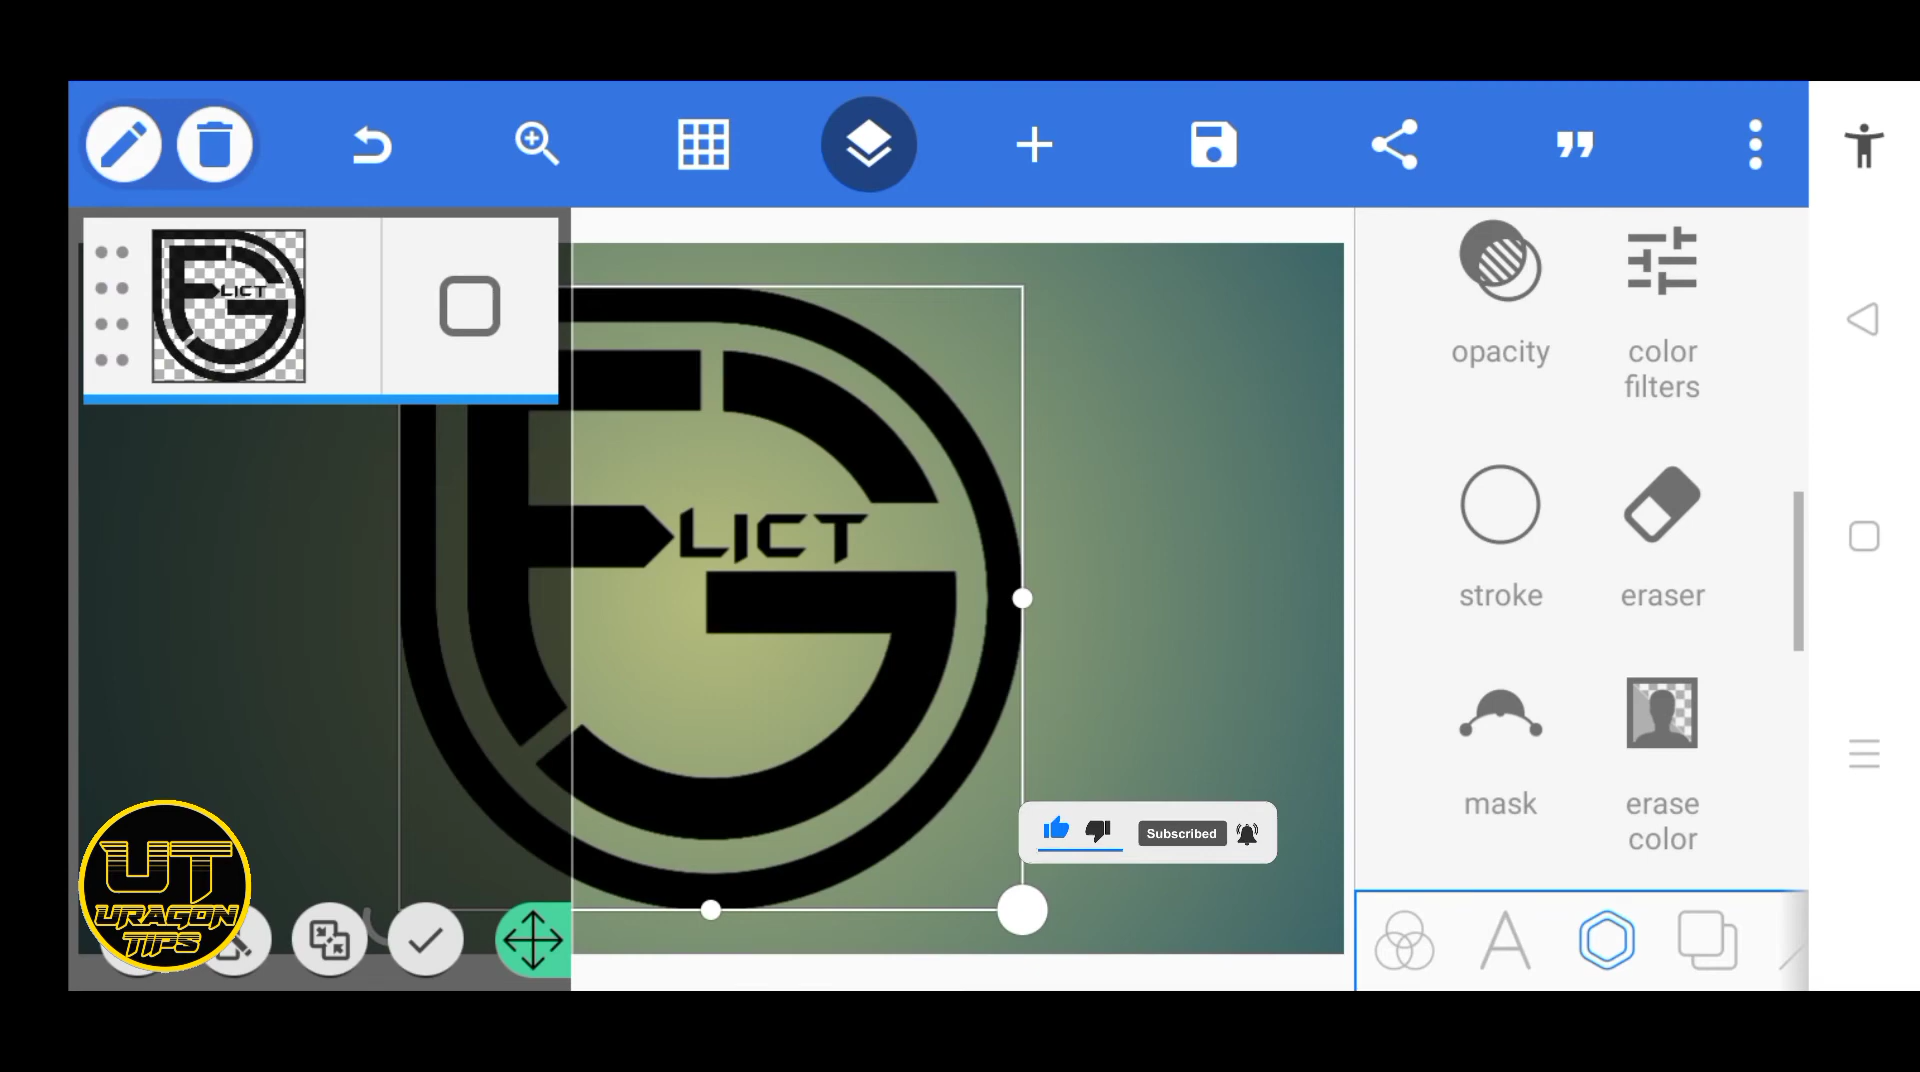 LICT
opacity
color
filters
LICT
stroke
eraser
mask
erase
color
Subscribed
UT
URAGON
TIPS